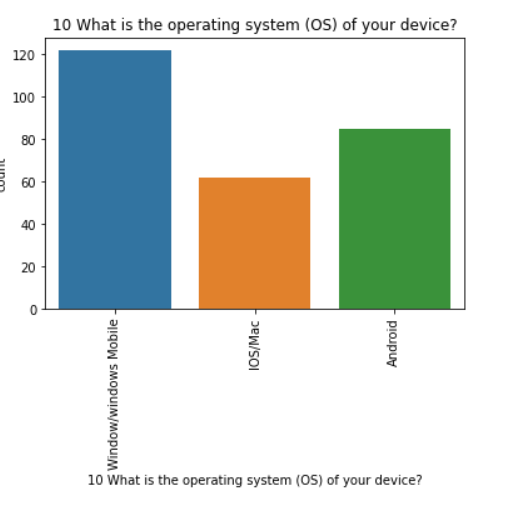 10 What is the operating system (OS) of your device?
120
100
80
60
40
20
0
count
Window/windows Mobile
IOS/Mac
Android
10 What is the operating system (OS) of your device?